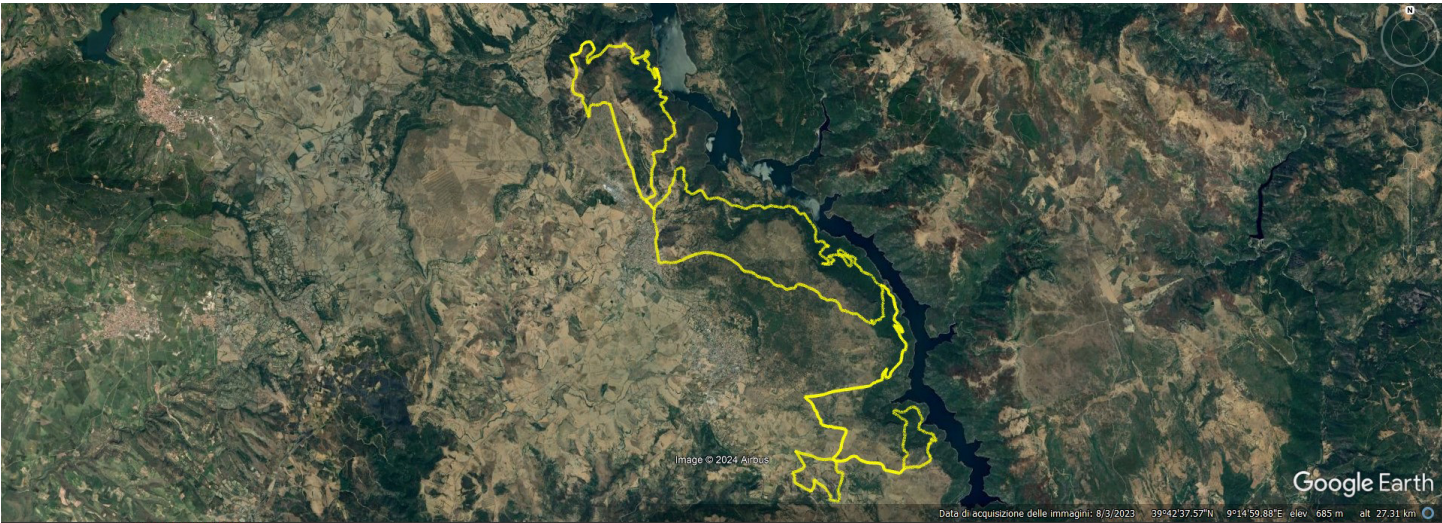 N
Image © 2024 Airbus
Google Earth
Data di acquisizione delle immagini: 8/3/2023 39°42'37.57"N 9°14'59.88"E elev 685 m alt 27.31 km